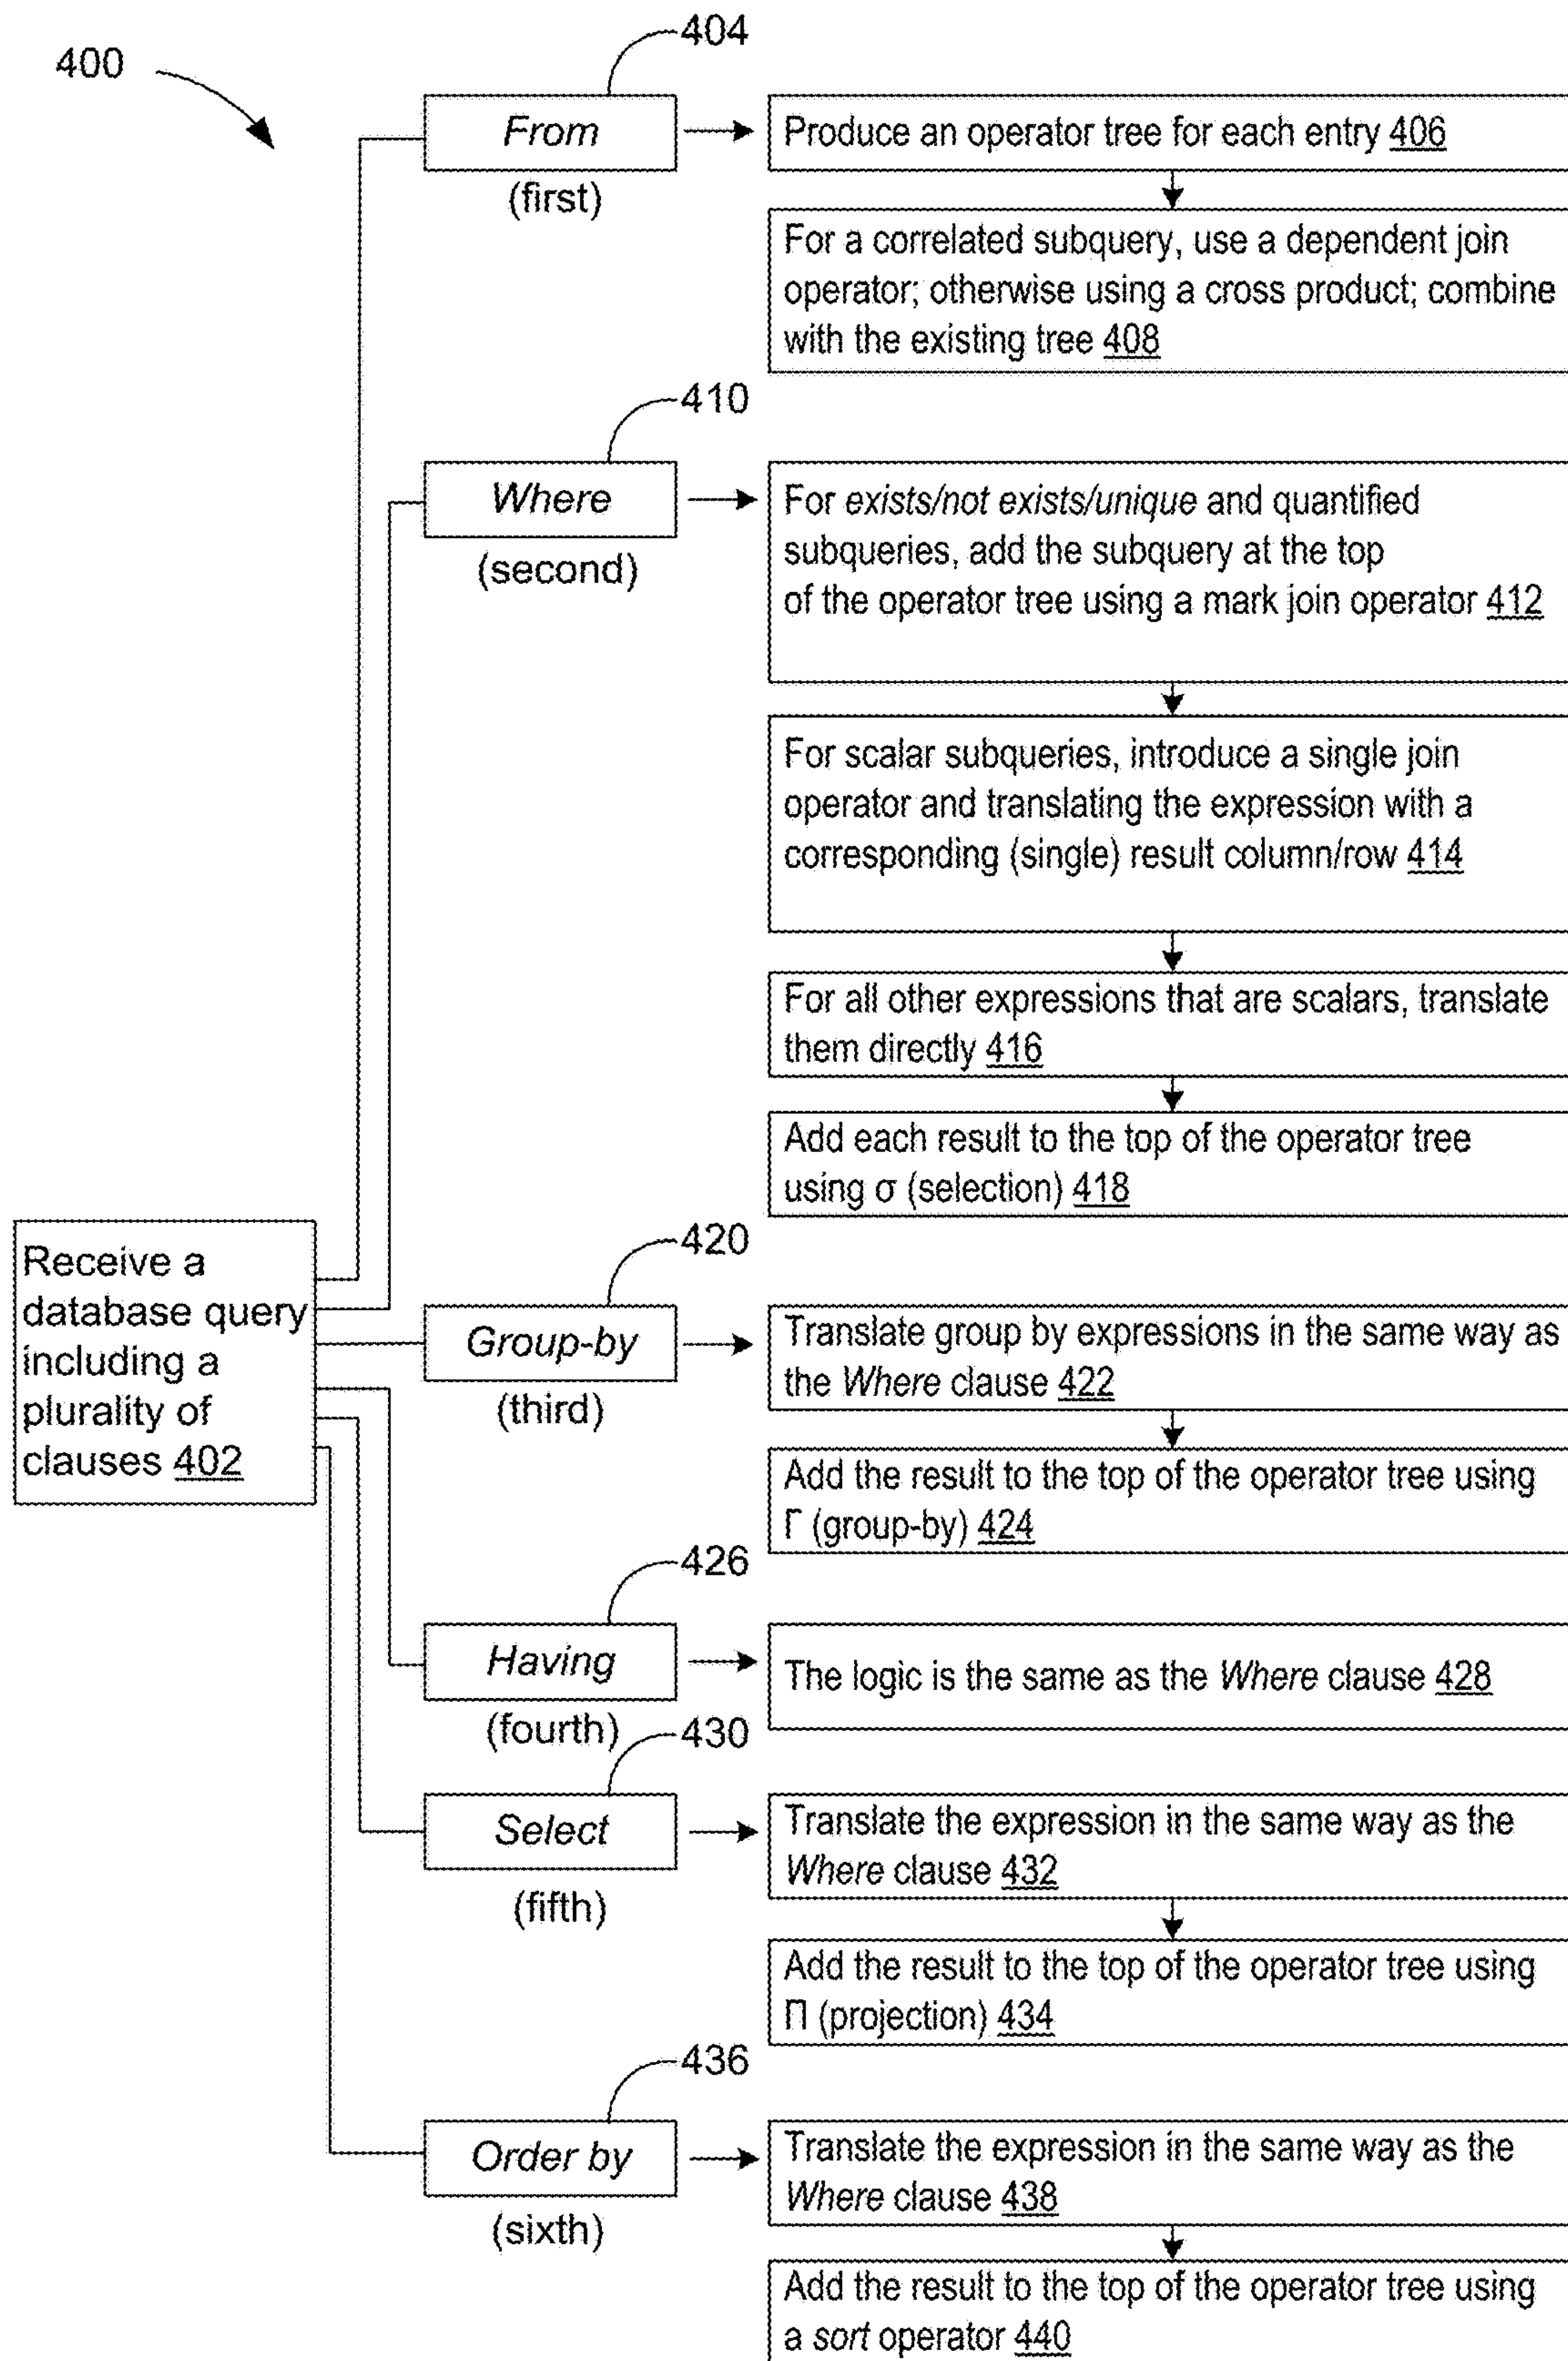 400
404
From
(first)
Produce an operator tree for each entry 406
For a correlated subquery, use a dependent join
operator; otherwise using a cross product; combine
with the existing tree 408
410
Where
(second)
For exists/not exists/unique and quantified
subqueries, add the subquery at the top
of the operator tree using a mark join operator 412
For scalar subqueries, introduce a single join
operator and translating the expression with a
corresponding (single) result column/row 414
For all other expressions that are scalars, translate
them directly 416
Add each result to the top of the operator tree
using σ (selection) 418
Receive a
database query
including a
plurality of
clauses 402
420
Group-by
(third)
Translate group by expressions in the same way as
the Where clause 422
Add the result to the top of the operator tree using
Γ (group-by) 424
426
Having
(fourth)
The logic is the same as the Where clause 428
430
Select
(fifth)
Translate the expression in the same way as the
Where clause 432
Add the result to the top of the operator tree using
Π (projection) 434
436
Order by
(sixth)
Translate the expression in the same way as the
Where clause 438
Add the result to the top of the operator tree using
a sort operator 440